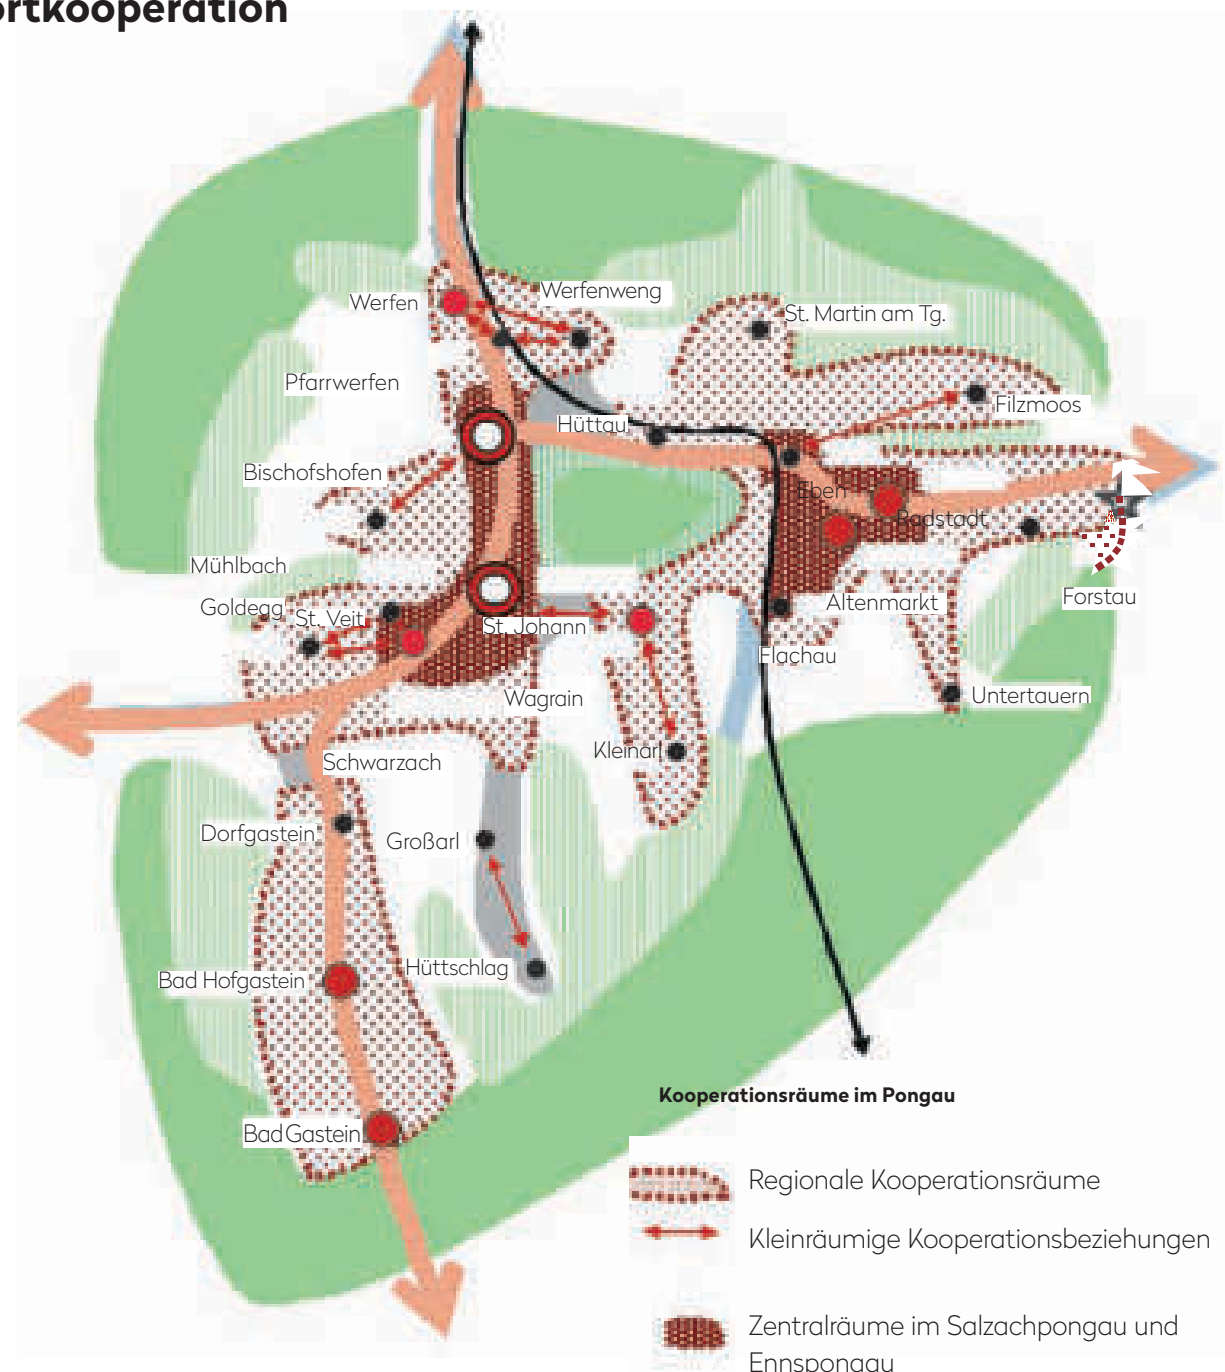 ortkooperation
Werfenweng
Werfen
St. Martin am Tg.
Pfarrwerfen
Filzmoos
Hüttau
Bischofshofen
Eben
Radstadt
Mühlbach
Forstau
Goldegg
St. Veit
St. Johann
Altenmarkt
Flachau
Untertauern
Wagrain
Kleinarl
Schwarzach
Dorfgastein
Großarl
Hüttschlag
Bad Hofgastein
Kooperationsräume im Pongau
Bad Gastein
Regionale Kooperationsräume
Kleinräumige Kooperationsbeziehungen
Zentralräume im Salzachpongau und
Ennspongau